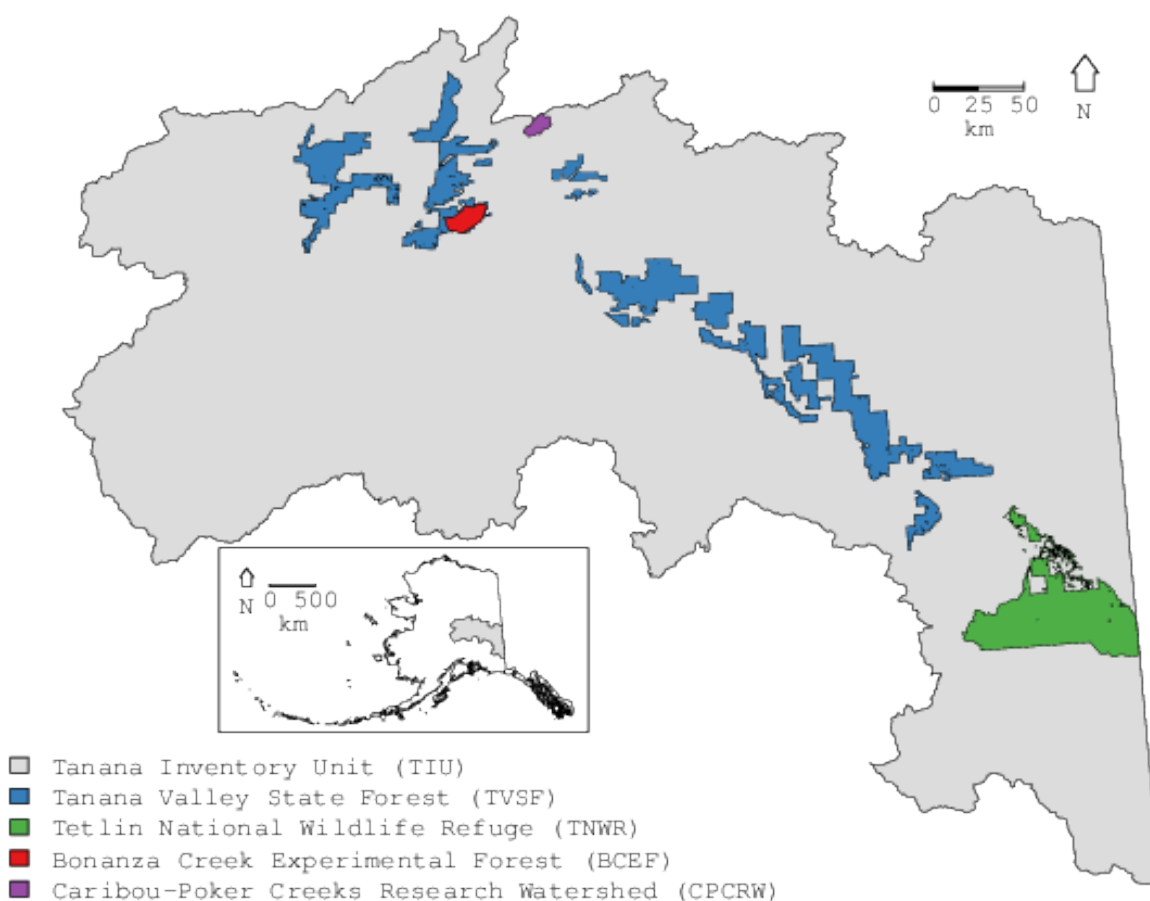 0 25 50
km
N
N
0 500
km
Tanana Inventory Unit (TIU)
Tanana Valley State Forest (TVSF)
Tetlin National Wildlife Refuge (TNWR)
Bonanza Creek Experimental Forest (BCEF)
Caribou-Poker Creeks Research Watershed (CPCRW)